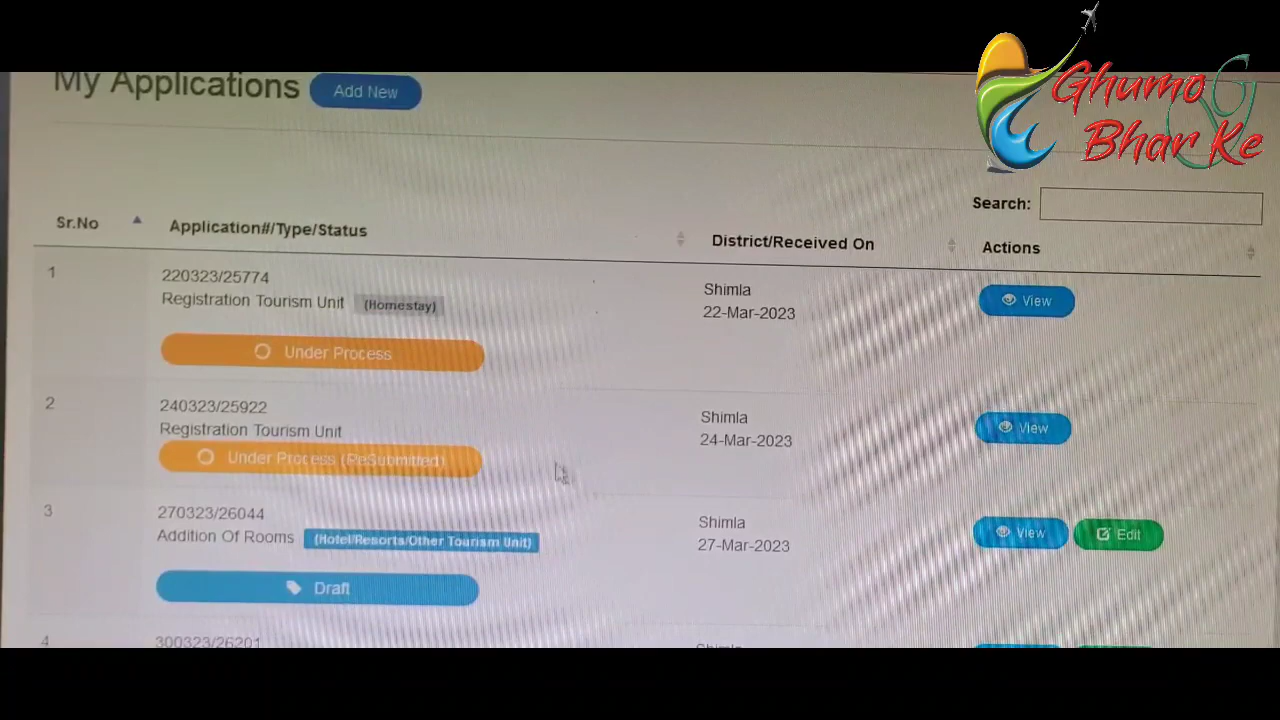 Ghumo
Bhar Ke
My Applications Add New
Search:
Sr.No Application#/Type/Status District/Received On Actions
1 220323/25774 Shimla View
Registration Tourism Unit (Homestay) 22-Mar-2023
Under Process
2 240323/25922 Shimla View
Registration Tourism Unit 24-Mar-2023
Under Process (ReSubmitted)
3 270323/26044 Shimla View Edit
Addition Of Rooms (Hotel/Resorts/Other Tourism Unit) 27-Mar-2023
Draft
4 300323/26201 Shimla